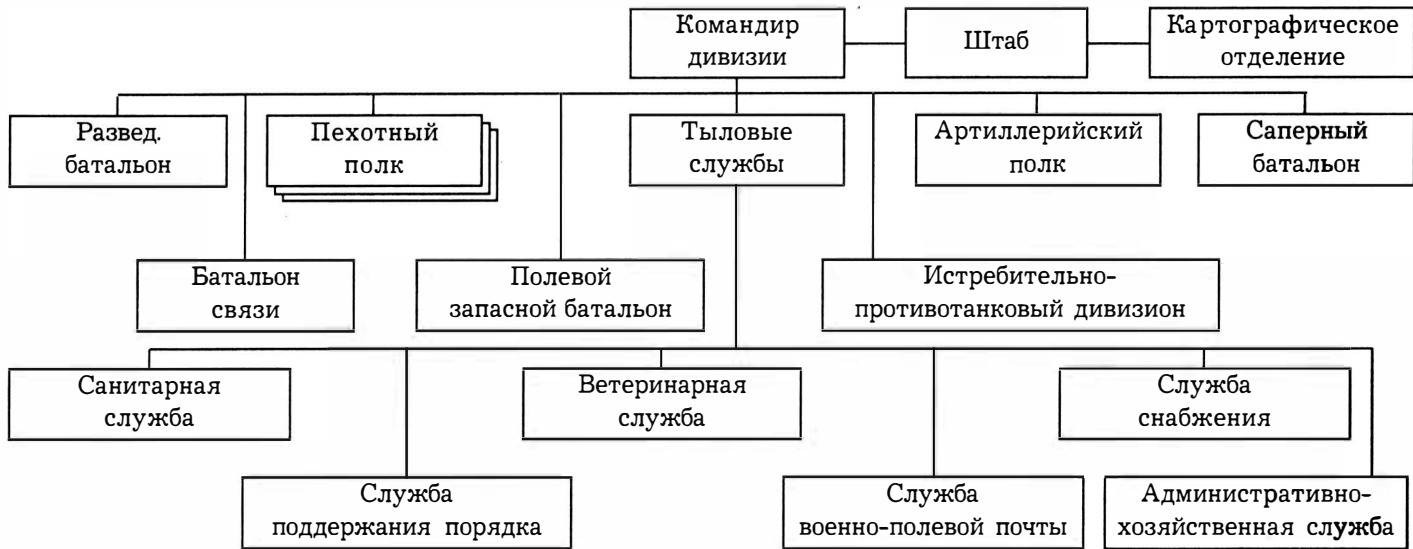 Командир
дивизии
Штаб
Картографическое
отделение
Развед.
батальон
Пехотный
полк
Тыловые
службы
Артиллерийский
полк
Саперный
батальон
Батальон
связи
Полевой
запасной батальон
Истребительно-
противотанковый дивизион
Санитарная
служба
Ветеринарная
служба
Служба
снабжения
Служба
поддержания порядка
Служба
военно-полевой почты
Административно-
хозяйственная служба